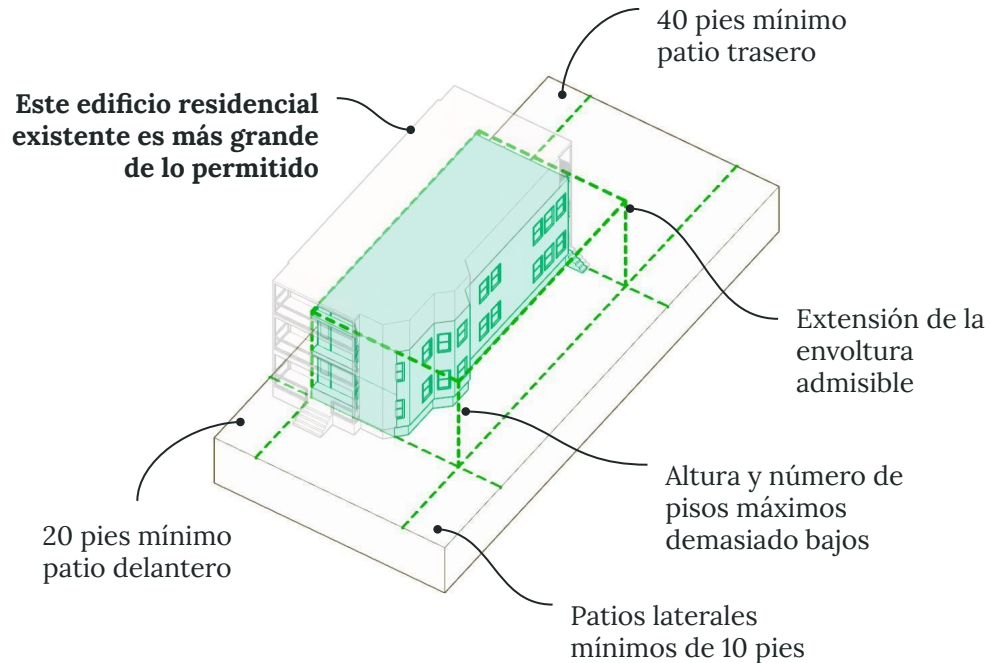 40 pies mínimo
patio trasero
Este edificio residencial
existente es más grande
de lo permitido
Extensión de la
envoltura
admisible
Altura y número de
pisos máximos
demasiado bajos
20 pies mínimo
patio delantero
Patios laterales
mínimos de 10 pies